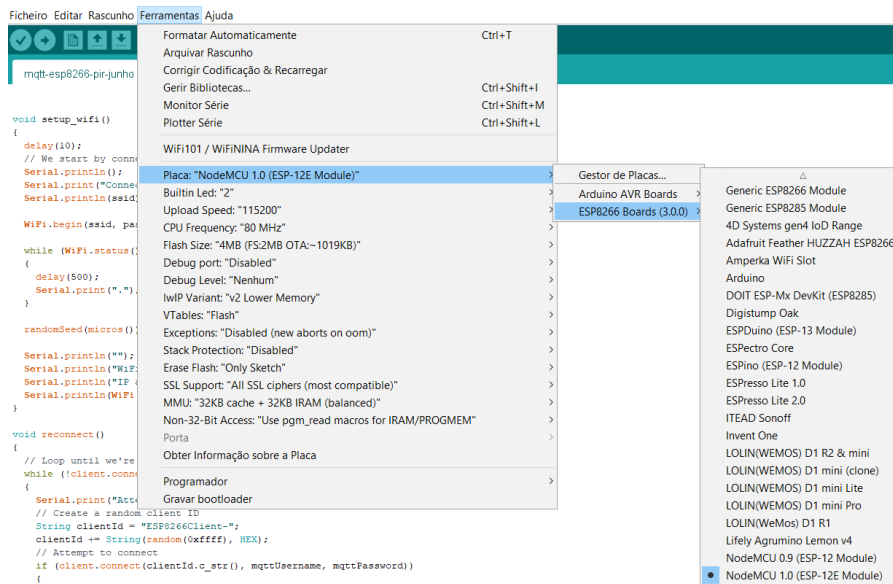 Ficheiro Editar Rascunho Ferramentas Ajuda
mqtt-esp8266-pir-junho
Formatar Automaticamente Ctrl+T
Arquivar Rascunho
Corrigir Codificação & Recarregar
Gerir Bibliotecas... Ctrl+Shift+I
Monitor Série Ctrl+Shift+M
Plotter Série Ctrl+Shift+L
WiFi101 / WiFiNINA Firmware Updater
Placa: "NodeMCU 1.0 (ESP-12E Module)"
Builtin Led: "2"
Upload Speed: "115200"
CPU Frequency: "80 MHz"
Flash Size: "4MB (FS:2MB OTA:~1019KB)"
Debug port: "Disabled"
Debug Level: "Nenhum"
lwIP Variant: "v2 Lower Memory"
VTables: "Flash"
Exceptions: "Disabled (new aborts on oom)"
Stack Protection: "Disabled"
Erase Flash: "Only Sketch"
SSL Support: "All SSL ciphers (most compatible)"
MMU: "32KB cache + 32KB IRAM (balanced)"
Non-32-Bit Access: "Use pgm_read macros for IRAM/PROGMEM"
Porta
Obter Informação sobre a Placa
Programador
Gravar bootloader
Gestor de Placas...
Arduino AVR Boards
ESP8266 Boards (3.0.0)
Generic ESP8266 Module
Generic ESP8285 Module
4D Systems gen4 IoD Range
Adafruit Feather HUZZAH ESP8266
Amperka WiFi Slot
Arduino
DOIT ESP-Mx DevKit (ESP8285)
Digistump Oak
ESPDuino (ESP-13 Module)
ESPectro Core
ESPino (ESP-12 Module)
ESPresso Lite 1.0
ESPresso Lite 2.0
ITEAD Sonoff
Invent One
LOLIN(WEMOS) D1 R2 & mini
LOLIN(WEMOS) D1 mini (clone)
LOLIN(WEMOS) D1 mini Lite
LOLIN(WEMOS) D1 mini Pro
LOLIN(WeMos) D1 R1
Lifely Agrumino Lemon v4
NodeMCU 0.9 (ESP-12 Module)
NodeMCU 1.0 (ESP-12E Module)
void setup_wifi()
{
delay(10);
// We start by conne
Serial.println();
Serial.print("Connec
Serial.println(ssid)
WiFi.begin(ssid, pas
while (WiFi.status()
{
delay(500);
Serial.print(".")
}
randomSeed(micros())
Serial.println("");
Serial.println("WiFi
Serial.println("IP a
Serial.println(WiFi
}
void reconnect()
{
// Loop until we're
while (!client.conne
{
Serial.print("Atte
// Create a random client ID
String clientId = "ESP8266Client-";
clientId += String(random(0xffff), HEX);
// Attempt to connect
if (client.connect(clientId.c_str(), mqttUsername, mqttPassword))
{